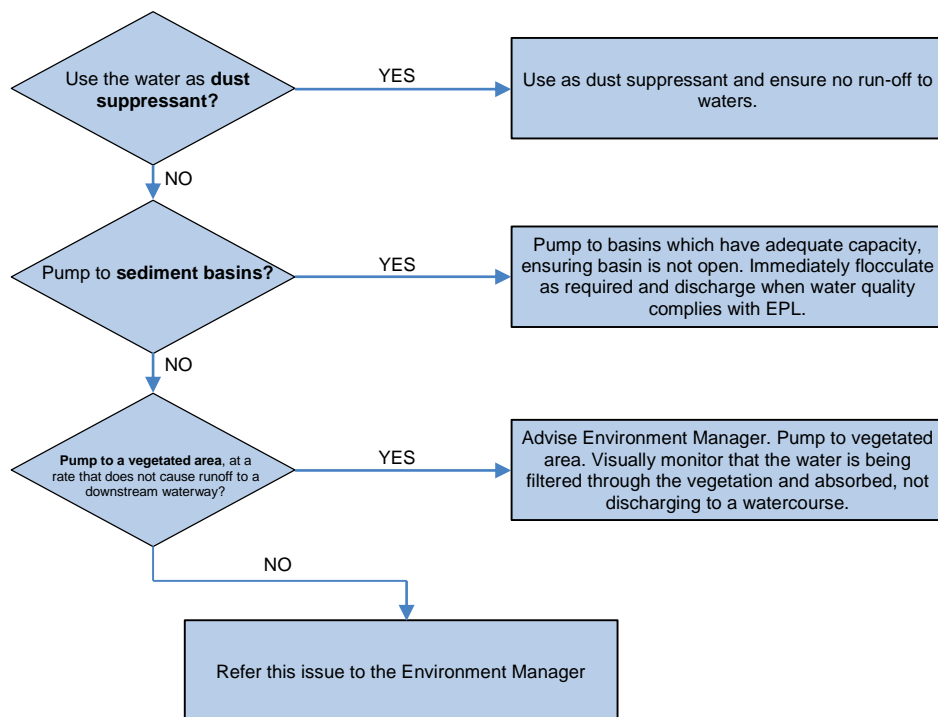 Use the water as dust
suppressant?
YES
Use as dust suppressant and ensure no run-off to
waters.
NO
Pump to sediment basins?
YES
Pump to basins which have adequate capacity,
ensuring basin is not open. Immediately flocculate
as required and discharge when water quality
complies with EPL.
NO
Pump to a vegetated area, at
a rate that does not cause runoff to a
downstream waterway?
YES
Advise Environment Manager. Pump to vegetated
area. Visually monitor that the water is being
filtered through the vegetation and absorbed, not
discharging to a watercourse.
NO
Refer this issue to the Environment Manager